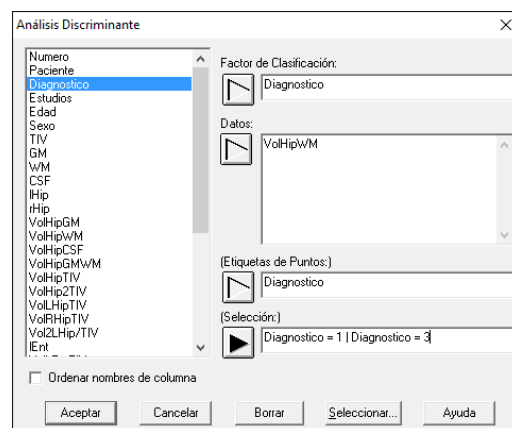 Análisis Discriminante
Numero
Paciente
Diagnostico
Estudios
Edad
Sexo
TIV
GM
WM
CSF
lHip
rHip
VolHipGM
VolHipWM
VolHipCSF
VolHipGMWM
VolHipTIV
VolHip2TIV
VolLHipTIV
VolRHipTIV
Vol2LHip/TIV
lEnt
Factor de Clasificación:
Diagnostico
Datos:
VolHipWM
(Etiquetas de Puntos:)
Diagnostico
(Selección:)
Diagnostico = 1 | Diagnostico = 3
Ordenar nombres de columna
Aceptar
Cancelar
Borrar
Seleccionar...
Ayuda